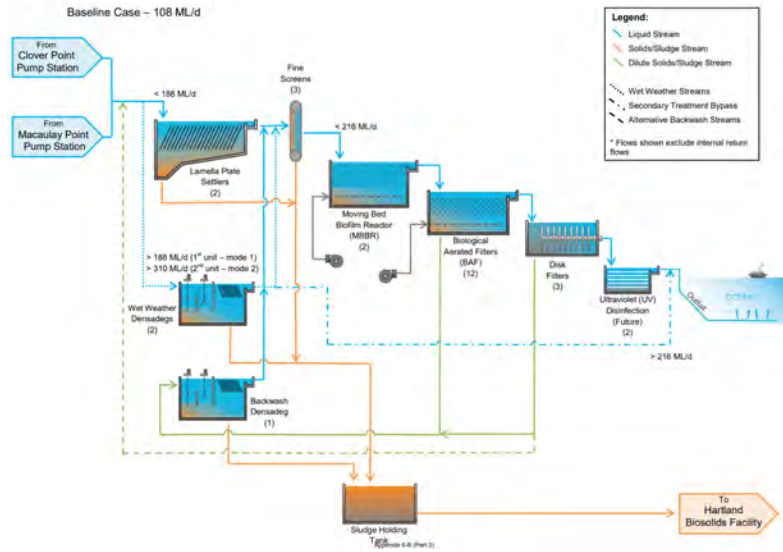 Baseline Case – 108 ML/d
Legend:
Liquid Stream
Solids/Sludge Stream
Dilute Solids/Sludge Stream
Wet Weather Streams
Secondary Treatment Bypass
Alternative Backwash Streams
* Flows shown exclude internal return
flows
From
Clover Point
Pump Station
From
Macaulay Point
Pump Station
< 188 ML/d
Fine
Screens
(3)
< 216 ML/d
Lamella Plate
Settlers
(2)
Moving Bed
Biofilm Reactor
(MBBR)
(2)
Biological
Aerated Filters
(BAF)
(12)
Disk
Filters
(3)
Ultraviolet (UV)
Disinfection
(Future)
(2)
Outfall
> 188 ML/d (1st unit – mode 1)
> 310 ML/d (2nd unit – mode 2)
Wet Weather
Densadegs
(2)
> 216 ML/d
Backwash
Densadeg
(1)
Sludge Holding
Tank
Appendix 6-B (Part 2)
To
Hartland
Biosolids Facility